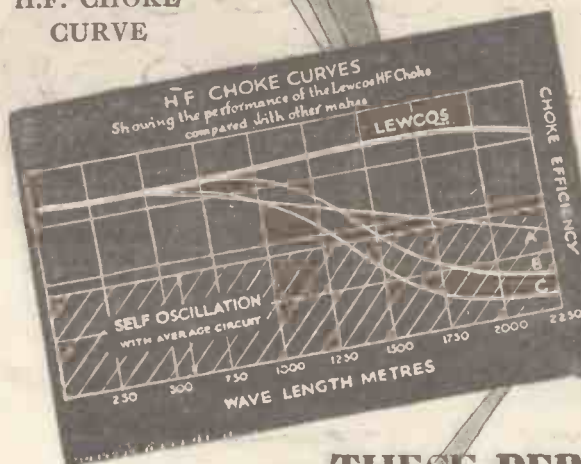 H.F. CHOKE
CURVE
HF CHOKE CURVES
Showing the performance of the Lewcos HF Choke
compared with other makes
LEWCOS
CHOKE EFFICIENCY
A
B
C
SELF OSCILLATION
WITH AVERAGE CIRCUIT
250 500 750 1000 1250 1500 1750 2000 2250
WAVE LENGTH METRES
THESE